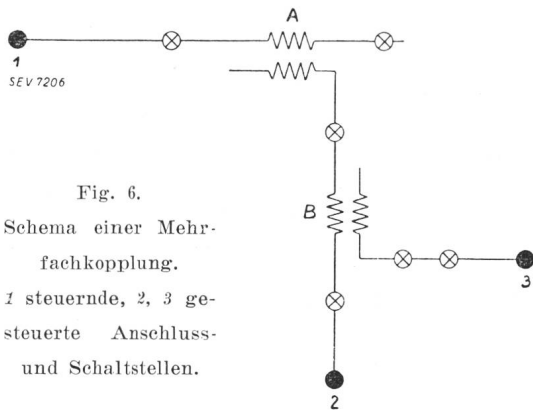 A
1
SEV 7206
B
3
2
Fig. 6.
Schema einer Mehr-
fachkopplung.
1 steuernde, 2, 3 ge-
steuerte Anschluss-
und Schaltstellen.